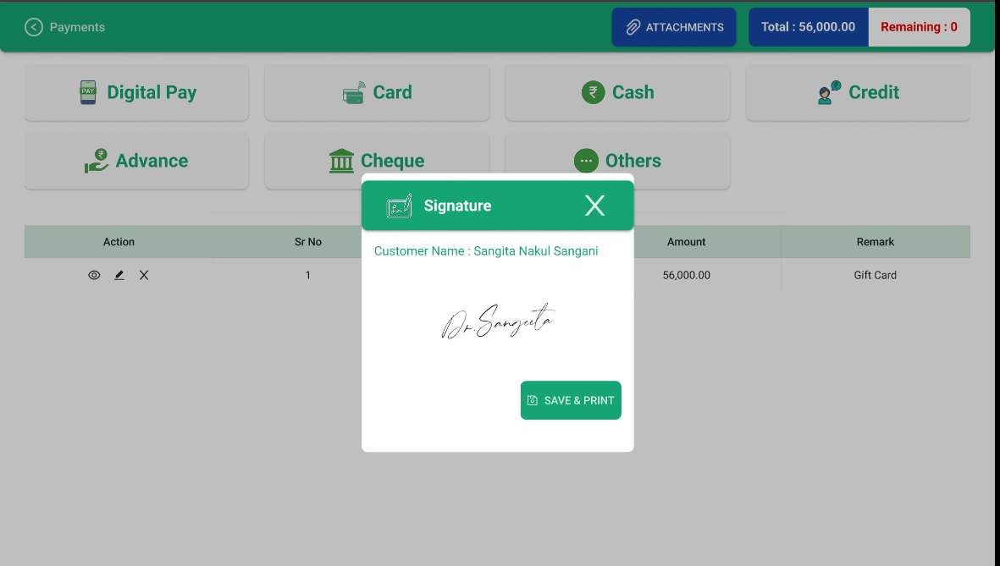 Payments
ATTACHMENTS
Total : 56,000.00
Remaining : 0
PAY
Digital Pay
Card
Cash
Credit
Advance
Cheque
Others
Signature
Customer Name : Sangita Nakul Sangani
Dr.Sangeeta
SAVE & PRINT
Action Sr No Amount Remark
1 56,000.00 Gift Card